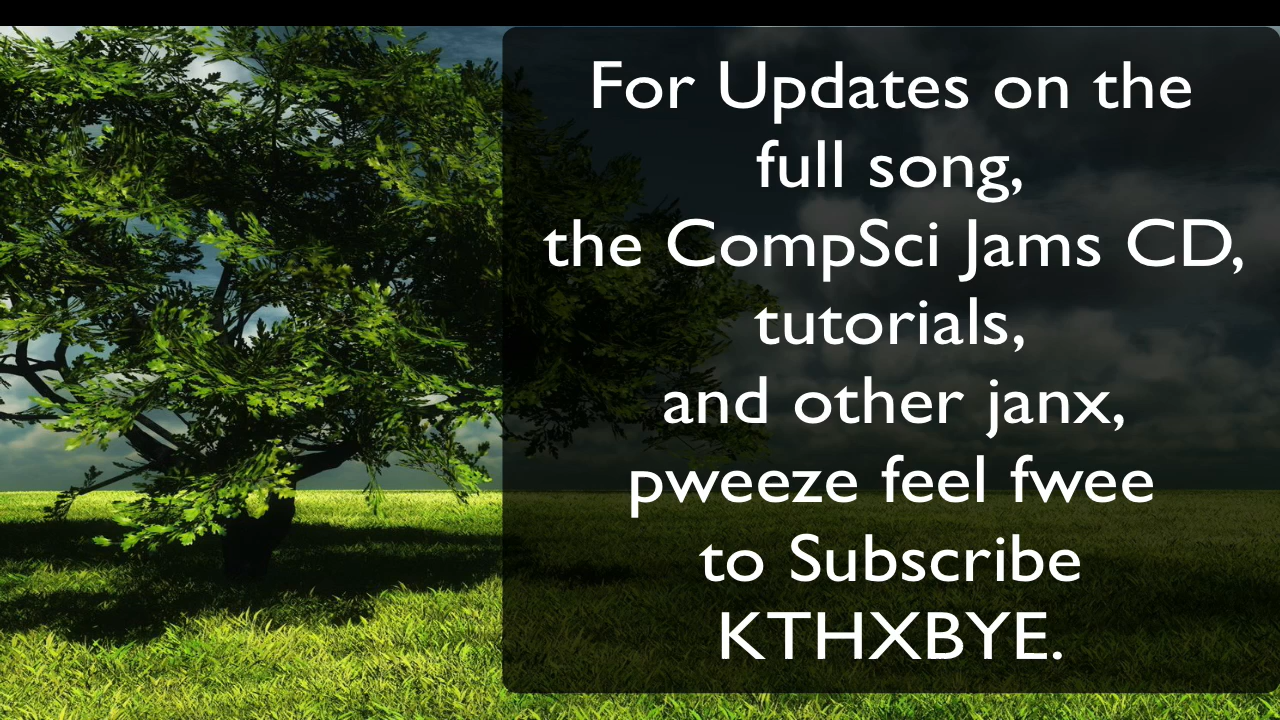 For Updates on the
full song,
the CompSci Jams CD,
tutorials,
and other janx,
pweeze feel fwee
to Subscribe
KTHXBYE.